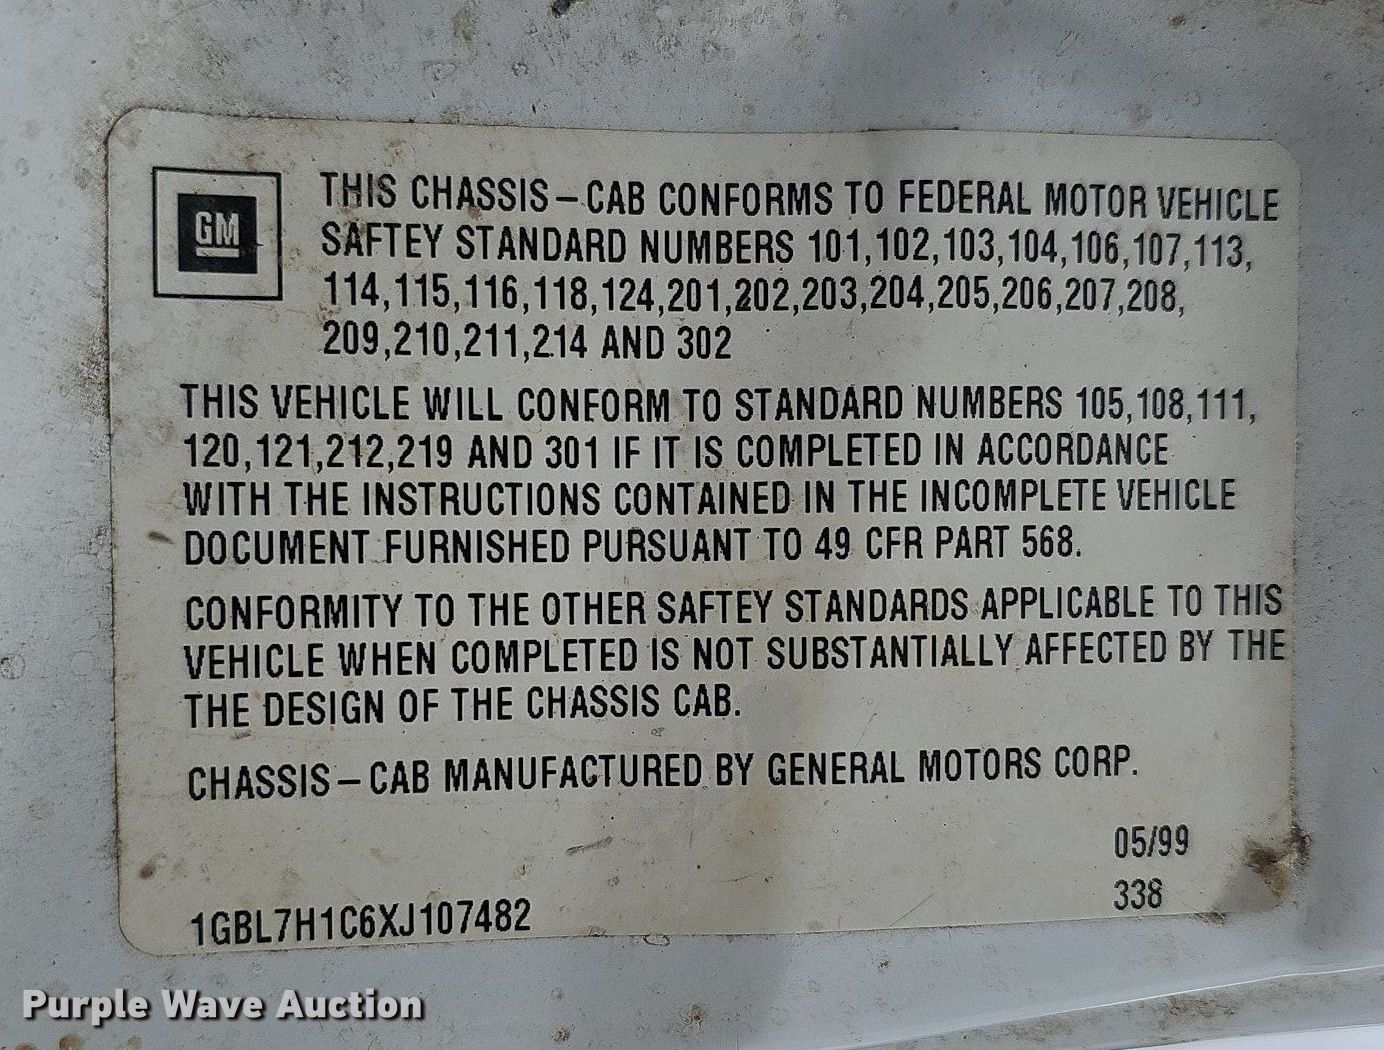 GM
THIS CHASSIS-CAB CONFORMS TO FEDERAL MOTOR VEHICLE
SAFTEY STANDARD NUMBERS 101,102,103,104,106,107,113,
114,115,116,118,124,201,202,203,204,205,206,207,208,
209,210,211,214 AND 302
THIS VEHICLE WILL CONFORM TO STANDARD NUMBERS 105,108,111,
120,121,212,219 AND 301 IF IT IS COMPLETED IN ACCORDANCE
WITH THE INSTRUCTIONS CONTAINED IN THE INCOMPLETE VEHICLE
DOCUMENT FURNISHED PURSUANT TO 49 CFR PART 568.
CONFORMITY TO THE OTHER SAFTEY STANDARDS APPLICABLE TO THIS
VEHICLE WHEN COMPLETED IS NOT SUBSTANTIALLY AFFECTED BY THE
THE DESIGN OF THE CHASSIS CAB.
CHASSIS-CAB MANUFACTURED BY GENERAL MOTORS CORP.
05/99
338
1GBL7H1C6XJ107482
Purple Wave Auction